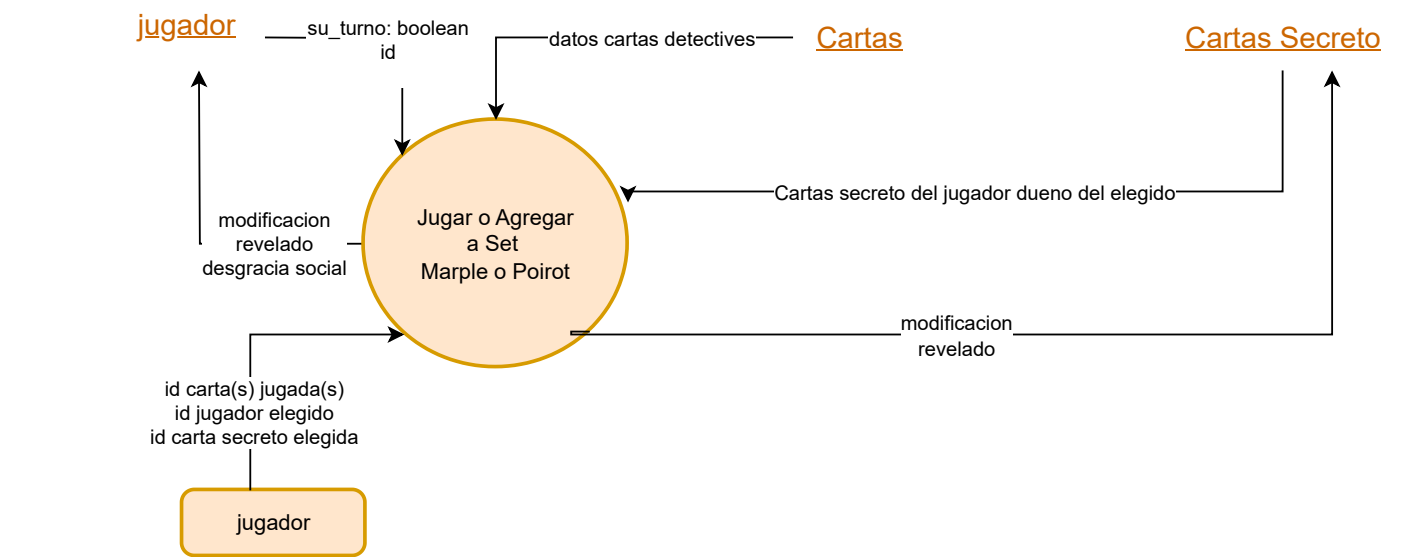 jugador
su_turno: boolean
id
datos cartas detectives
Cartas
Cartas Secreto
Cartas secreto del jugador dueno del elegido
Jugar o Agregar
a Set
Marple o Poirot
modificacion
revelado
desgracia social
modificacion
revelado
id carta(s) jugada(s)
id jugador elegido
id carta secreto elegida
jugador